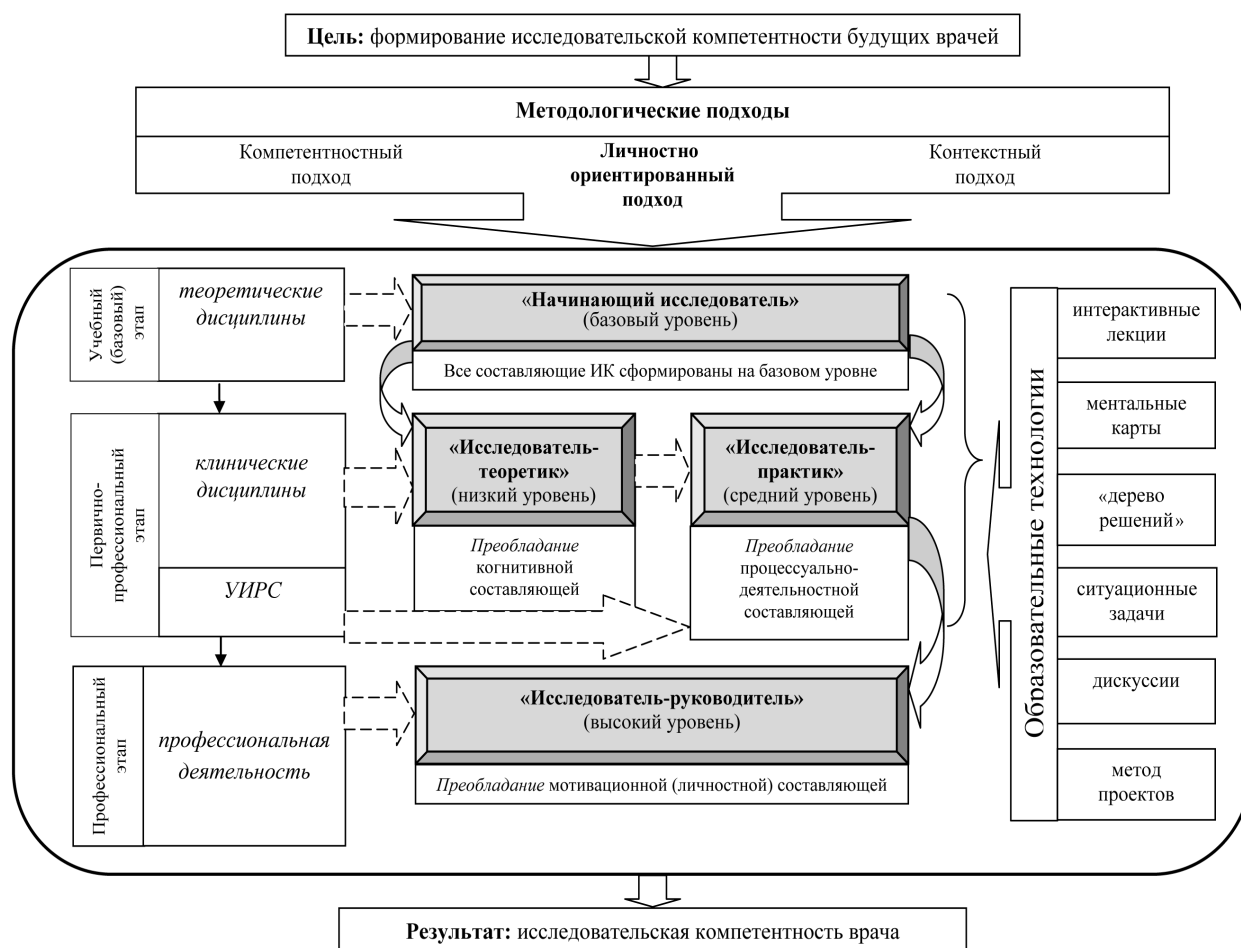 Цель: формирование исследовательской компетентности будущих врачей
Методологические подходы
Компетентностный
подход
Личностно
ориентированный
подход
Контекстный
подход
Учебный
(базовый)
этап
теоретические
дисциплины
«Начинающий исследователь»
(базовый уровень)
Все составляющие ИК сформированы на базовом уровне
Первично-
профессиональный
этап
клинические
дисциплины
УИРС
«Исследователь-
теоретик»
(низкий уровень)
Преобладание
когнитивной
составляющей
«Исследователь-
практик»
(средний уровень)
Преобладание
процессуально-
деятельностной
составляющей
Профессиональный
этап
профессиональная
деятельность
«Исследователь-руководитель»
(высокий уровень)
Преобладание мотивационной (личностной) составляющей
Образовательные технологии
интерактивные
лекции
ментальные
карты
«дерево
решений»
ситуационные
задачи
дискуссии
метод
проектов
Результат: исследовательская компетентность врача